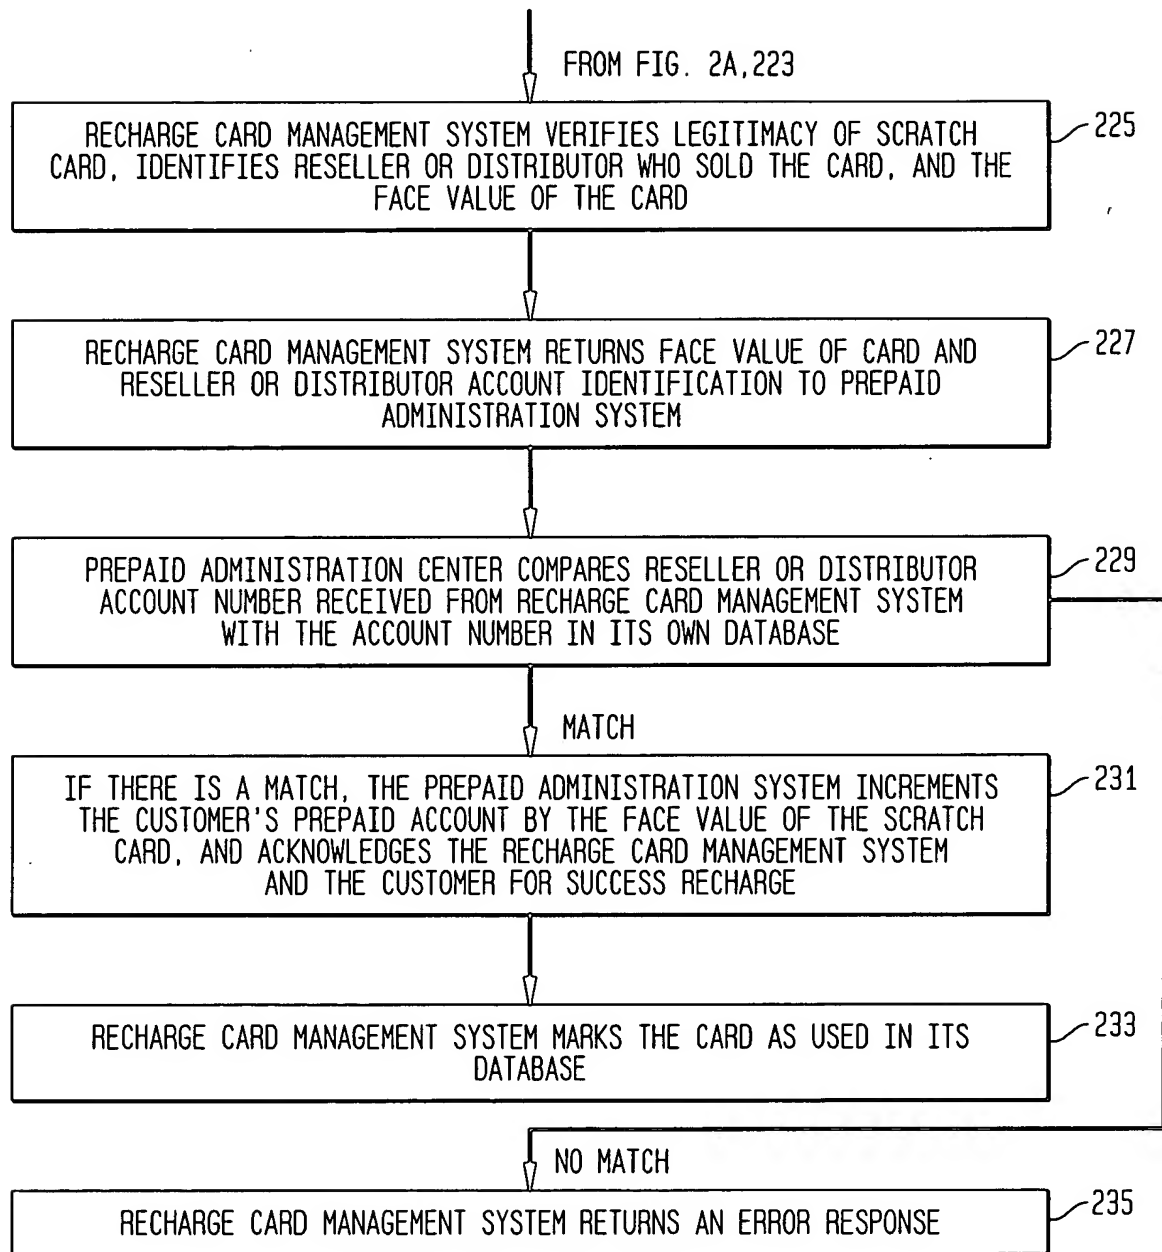 FROM FIG. 2A,223
RECHARGE CARD MANAGEMENT SYSTEM VERIFIES LEGITIMACY OF SCRATCH
CARD, IDENTIFIES RESELLER OR DISTRIBUTOR WHO SOLD THE CARD, AND THE
FACE VALUE OF THE CARD
225
RECHARGE CARD MANAGEMENT SYSTEM RETURNS FACE VALUE OF CARD AND
RESELLER OR DISTRIBUTOR ACCOUNT IDENTIFICATION TO PREPAID
ADMINISTRATION SYSTEM
227
PREPAID ADMINISTRATION CENTER COMPARES RESELLER OR DISTRIBUTOR
ACCOUNT NUMBER RECEIVED FROM RECHARGE CARD MANAGEMENT SYSTEM
WITH THE ACCOUNT NUMBER IN ITS OWN DATABASE
229
MATCH
IF THERE IS A MATCH, THE PREPAID ADMINISTRATION SYSTEM INCREMENTS
THE CUSTOMER'S PREPAID ACCOUNT BY THE FACE VALUE OF THE SCRATCH
CARD, AND ACKNOWLEDGES THE RECHARGE CARD MANAGEMENT SYSTEM
AND THE CUSTOMER FOR SUCCESS RECHARGE
231
RECHARGE CARD MANAGEMENT SYSTEM MARKS THE CARD AS USED IN ITS
DATABASE
233
NO MATCH
RECHARGE CARD MANAGEMENT SYSTEM RETURNS AN ERROR RESPONSE
235